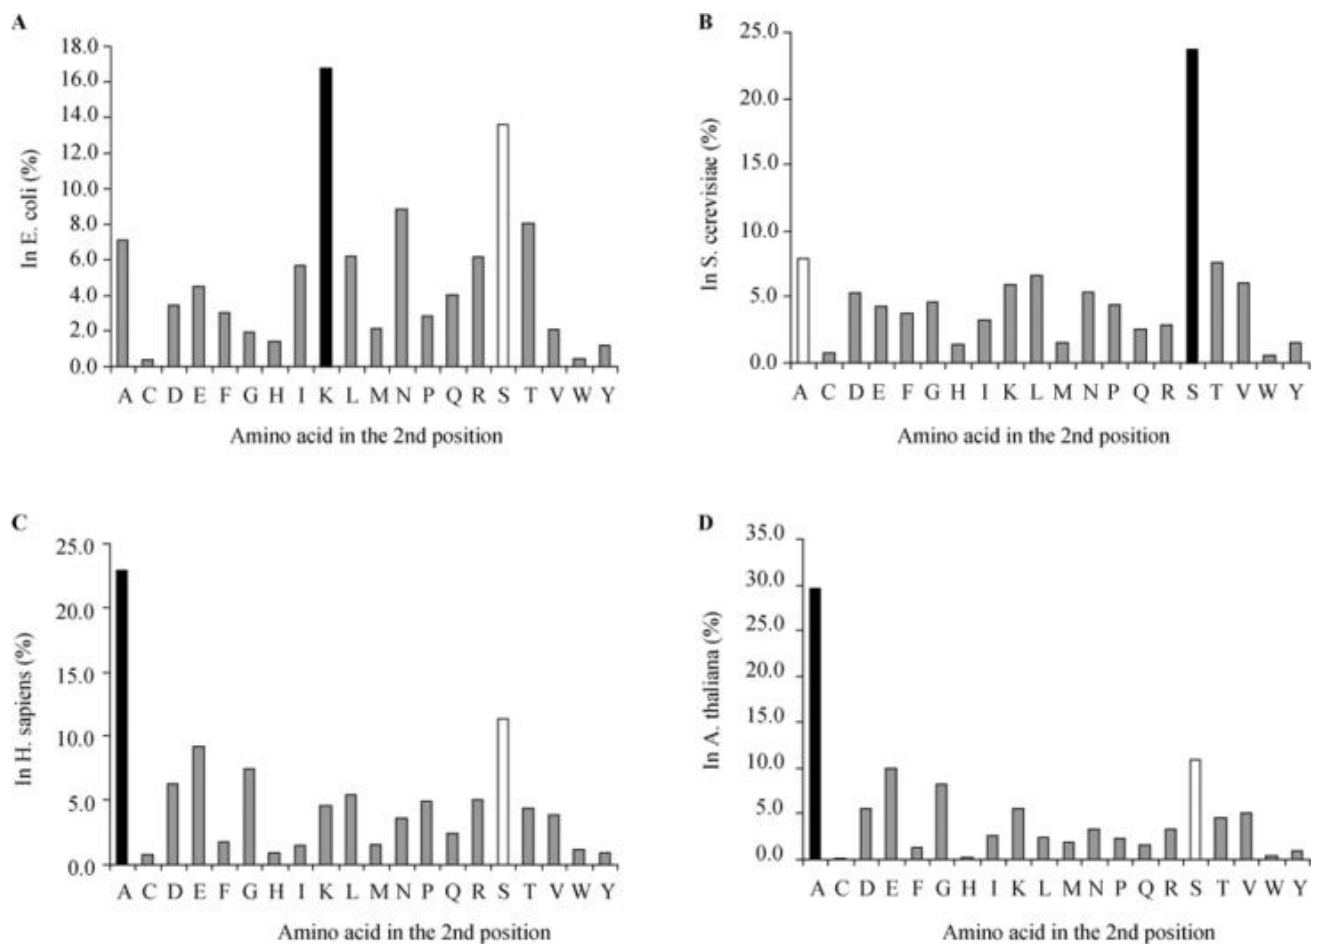 A
18.0
16.0
14.0
12.0
10.0
8.0
6.0
4.0
2.0
0.0
In E. coli (%)
A C D E F G H I K L M N P Q R S T V W Y
Amino acid in the 2nd position
B
25.0
20.0
15.0
10.0
5.0
0.0
In S. cerevisiae (%)
A C D E F G H I K L M N P Q R S T V W Y
Amino acid in the 2nd position
C
25.0
20.0
15.0
10.0
5.0
0.0
In H. sapiens (%)
A C D E F G H I K L M N P Q R S T V W Y
Amino acid in the 2nd position
D
35.0
30.0
25.0
20.0
15.0
10.0
5.0
0.0
In A. thaliana (%)
A C D E F G H I K L M N P Q R S T V W Y
Amino acid in the 2nd position